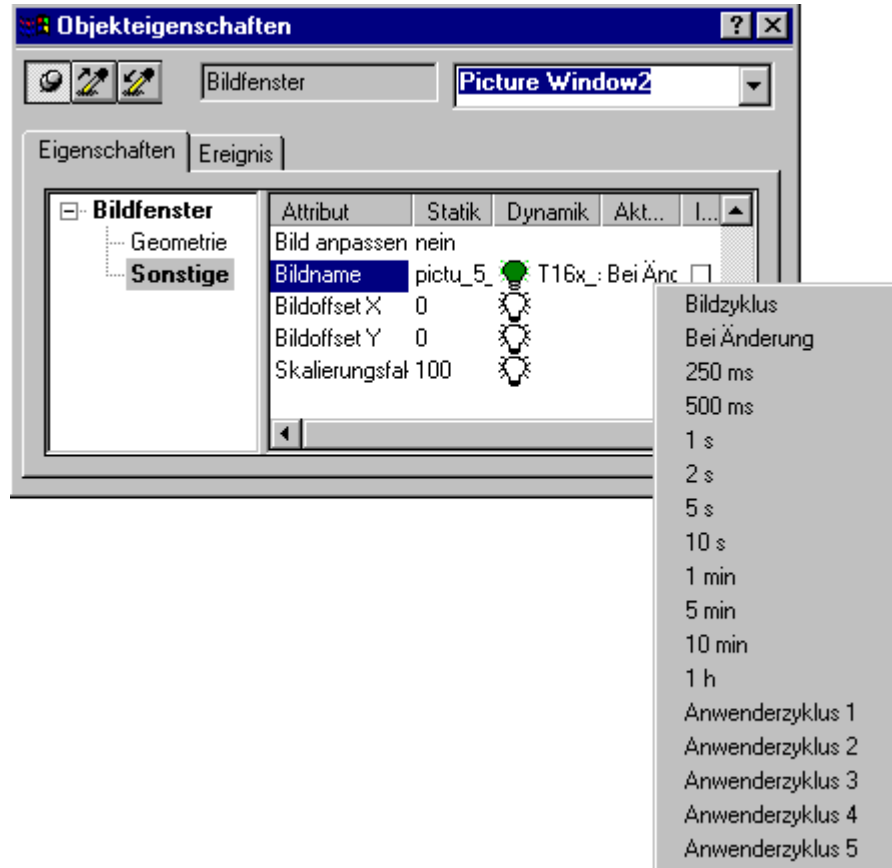 Objekteigenschaften
Bildfenster Picture Window2
Eigenschaften Ereignis
Bildfenster
Geometrie
Sonstige
Attribut Statik Dynamik Akt... I...
Bild anpassen nein
Bildname pictu_5_ T16x_ Bei Änd
Bildoffset X 0
Bildoffset Y 0
Skalierungsfak 100
Bildzyklus
Bei Änderung
250 ms
500 ms
1 s
2 s
5 s
10 s
1 min
5 min
10 min
1 h
Anwenderzyklus 1
Anwenderzyklus 2
Anwenderzyklus 3
Anwenderzyklus 4
Anwenderzyklus 5